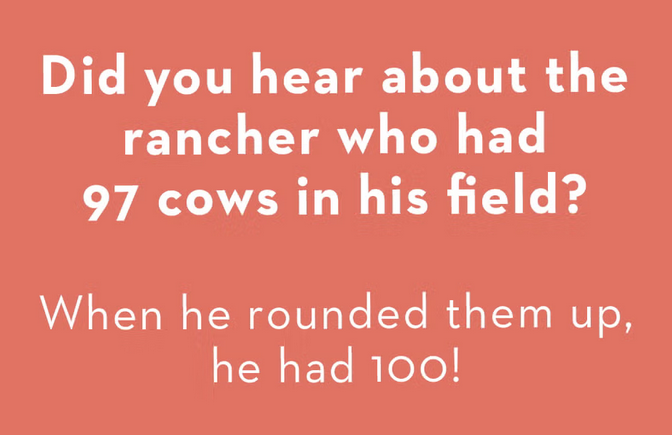 Did you hear about the
rancher who had
97 cows in his field?
When he rounded them up,
he had 100!